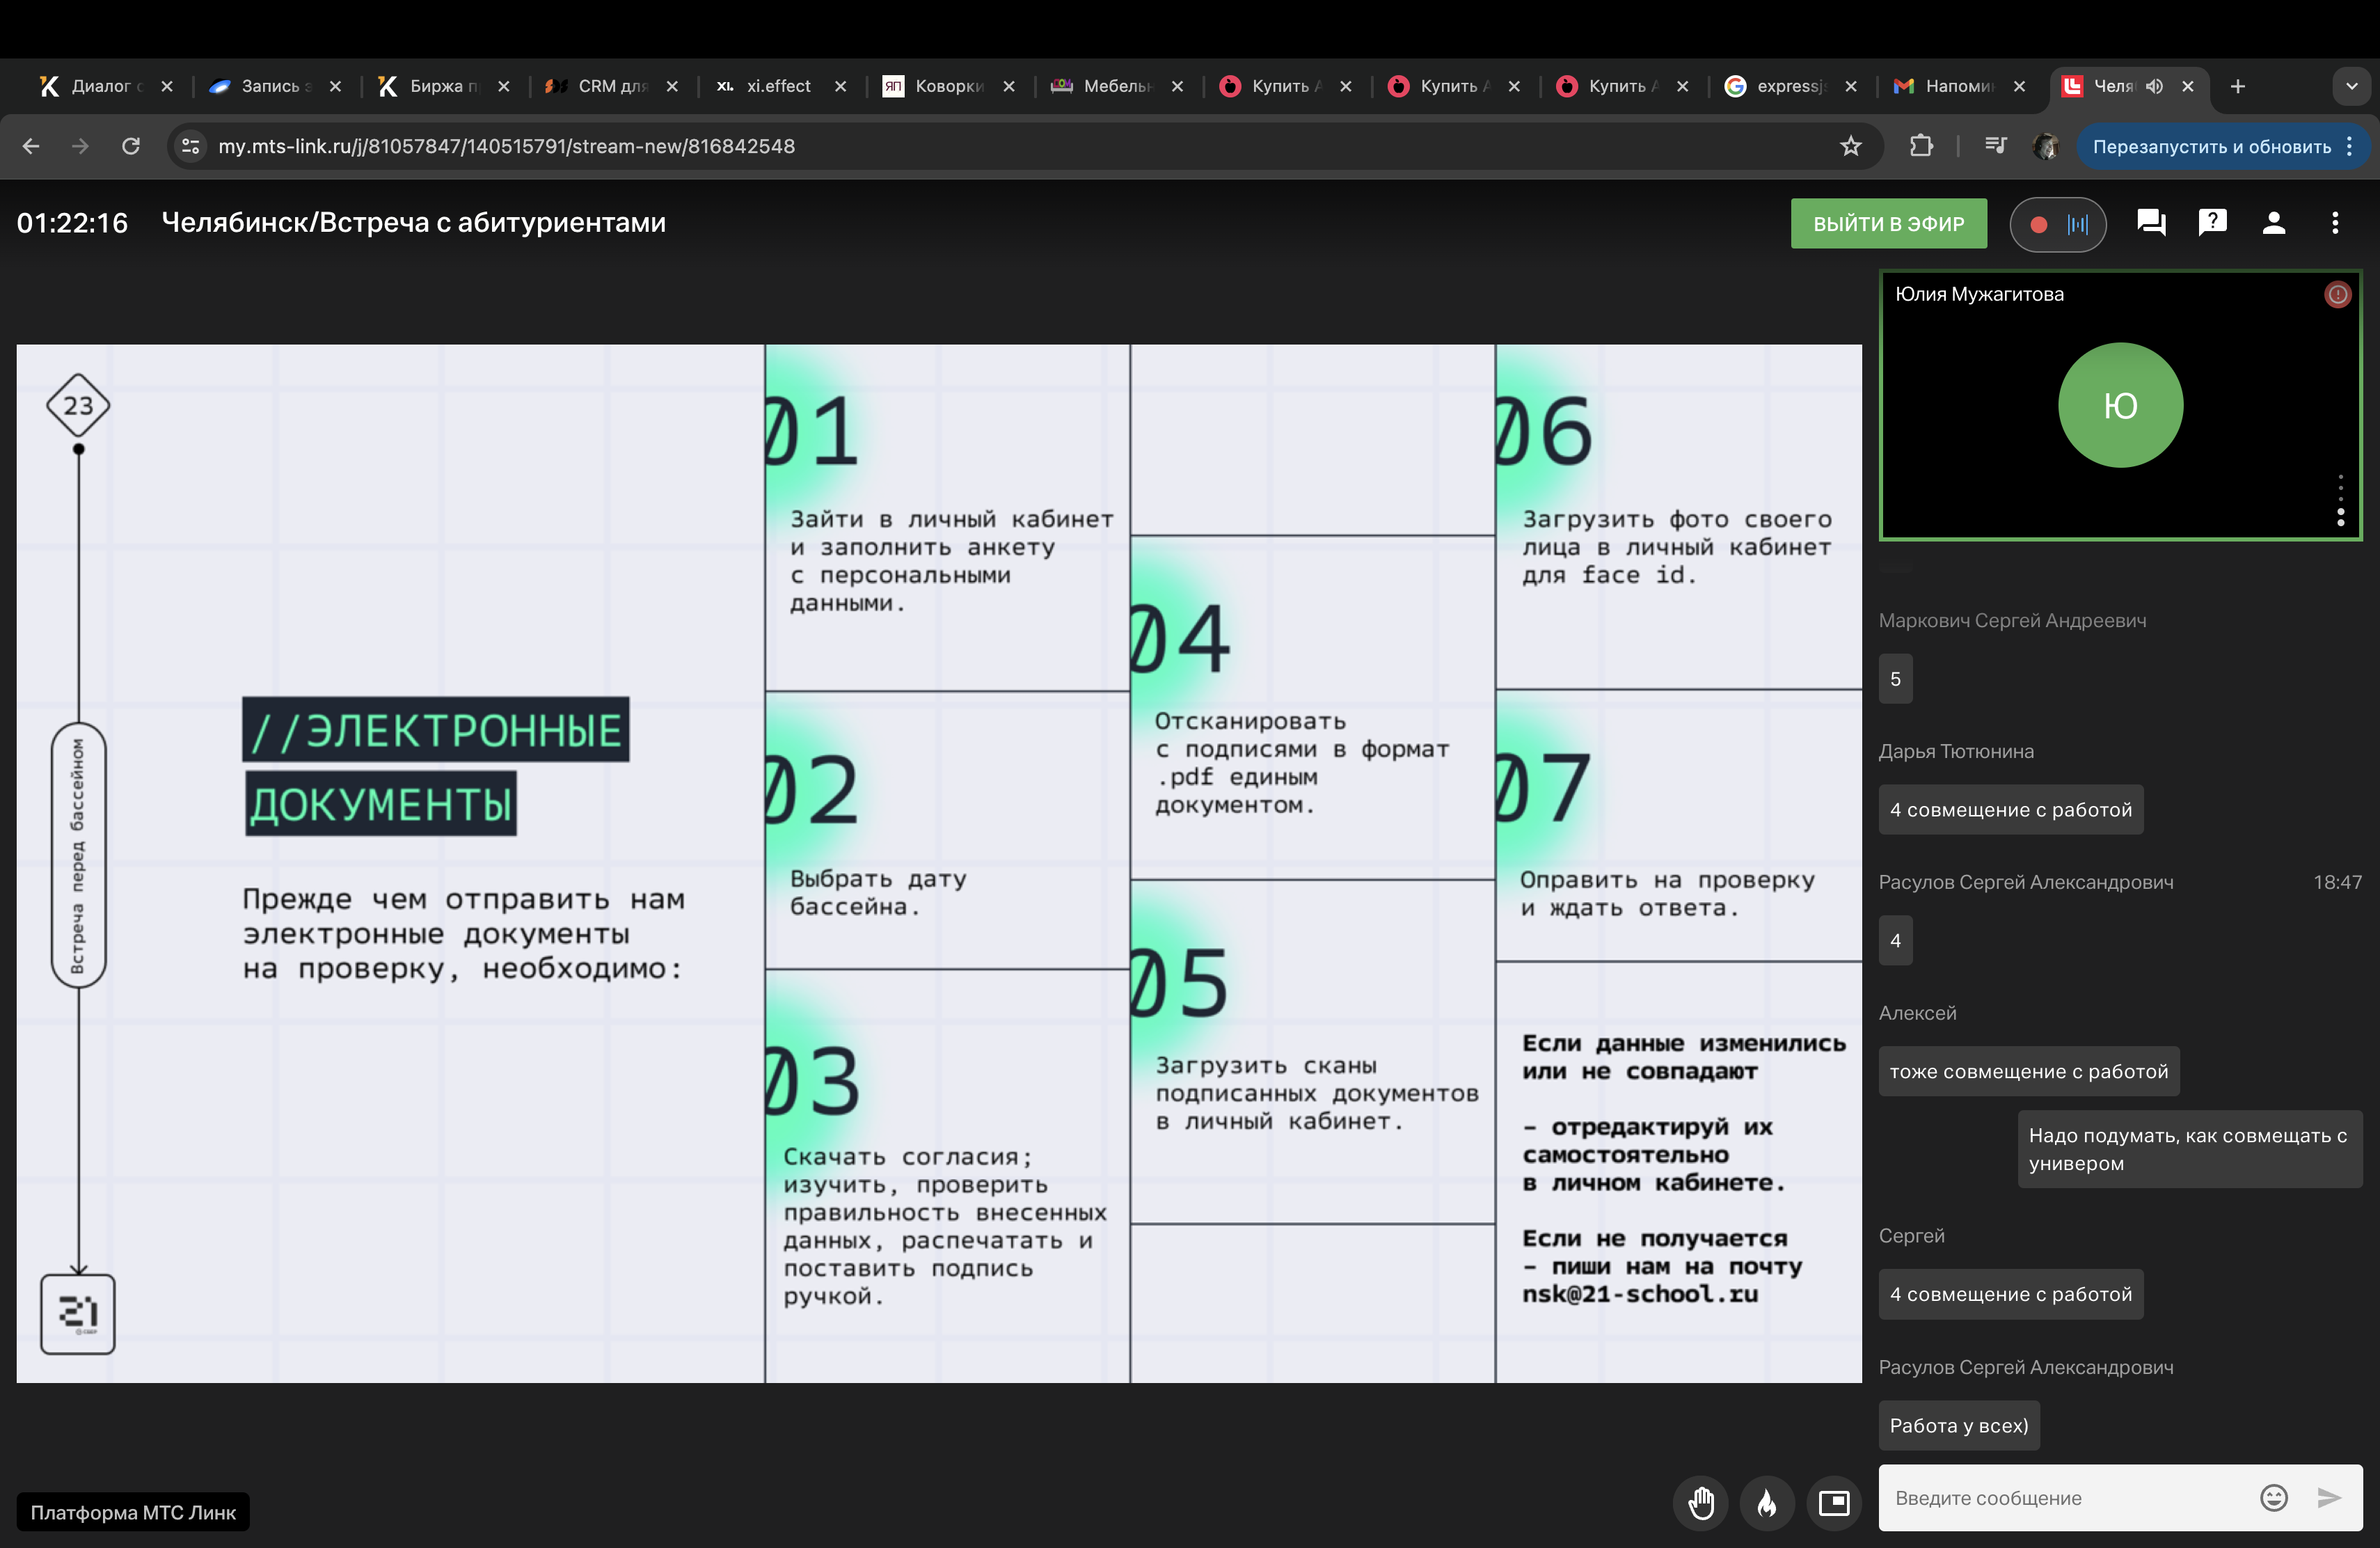 Диалог с
Запись э
Биржа п
CRM для
xi.effect
Коворки
Мебельн
Купить A
Купить A
Купить A
expressjs
Напомин
Челя
my.mts-link.ru/j/81057847/140515791/stream-new/816842548
Перезапустить и обновить
01:22:16
Челябинск/Встреча с абитуриентами
ВЫЙТИ В ЭФИР
23
Встреча перед бассейном
21
//ЭЛЕКТРОННЫЕ
ДОКУМЕНТЫ
Прежде чем отправить нам
электронные документы
на проверку, необходимо:
01
Зайти в личный кабинет
и заполнить анкету
с персональными
данными.
02
Выбрать дату
бассейна.
03
Скачать согласия;
изучить, проверить
правильность внесенных
данных, распечатать и
поставить подпись
ручкой.
04
Отсканировать
с подписями в формат
.pdf единым
документом.
05
Загрузить сканы
подписанных документов
в личный кабинет.
06
Загрузить фото своего
лица в личный кабинет
для face id.
07
Оправить на проверку
и ждать ответа.
Если данные изменились
или не совпадают
– отредактируй их
самостоятельно
в личном кабинете.
Если не получается
– пиши нам на почту
nsk@21-school.ru
Юлия Мужагитова
Ю
Маркович Сергей Андреевич
5
Дарья Тютюнина
4 совмещение с работой
Расулов Сергей Александрович
18:47
4
Алексей
тоже совмещение с работой
Надо подумать, как совмещать с
универом
Сергей
4 совмещение с работой
Расулов Сергей Александрович
Работа у всех)
Введите сообщение
Платформа МТС Линк